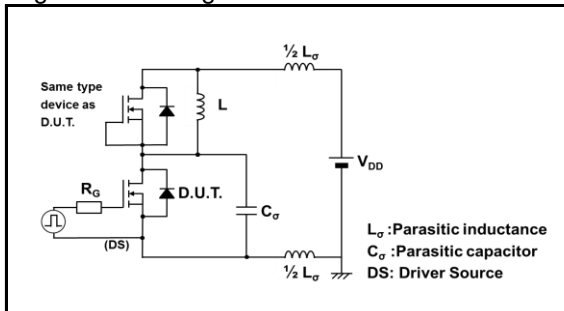 ½ Lσ
Same type
device as
D.U.T.
L
RG
D.U.T.
Cσ
VDD
(DS)
½ Lσ
Lσ :Parasitic inductance
Cσ :Parasitic capacitor
DS: Driver Source